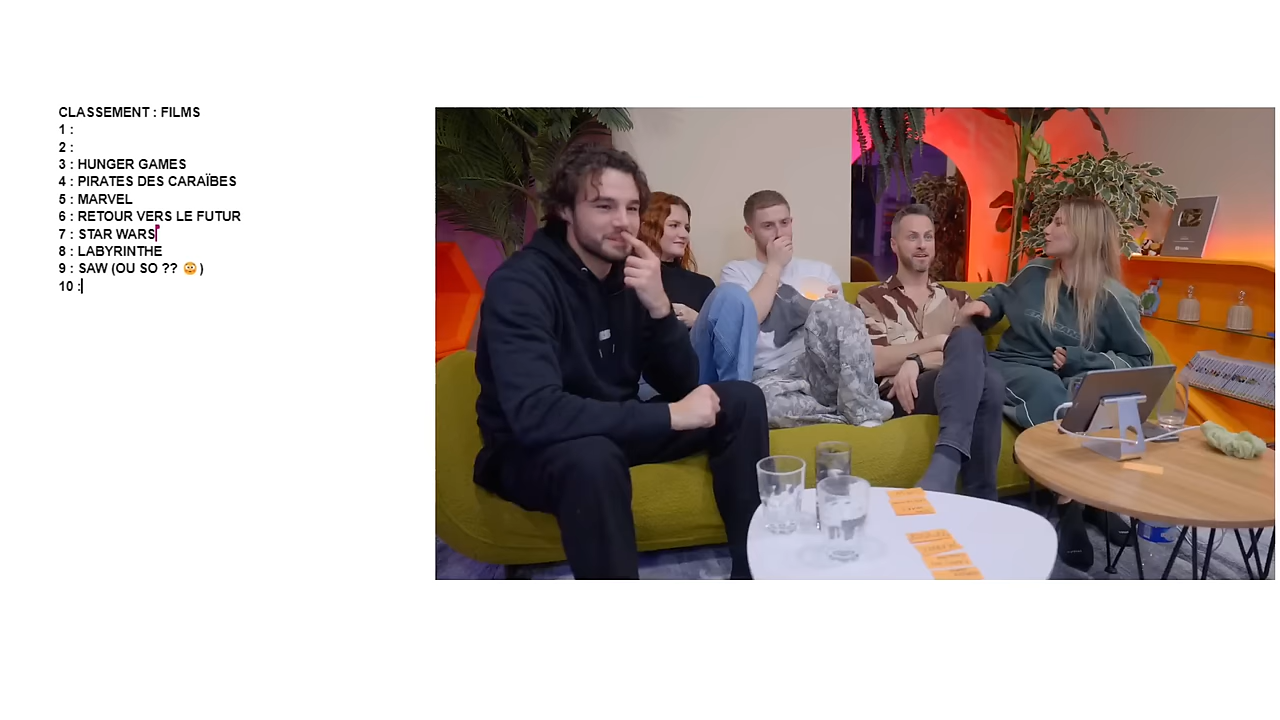 CLASSEMENT : FILMS
1 :
2 :
3 : HUNGER GAMES
4 : PIRATES DES CARAÏBES
5 : MARVEL
6 : RETOUR VERS LE FUTUR
7 : STAR WARS
8 : LABYRINTHE
9 : SAW (OU SO ?? 🤡)
10 :